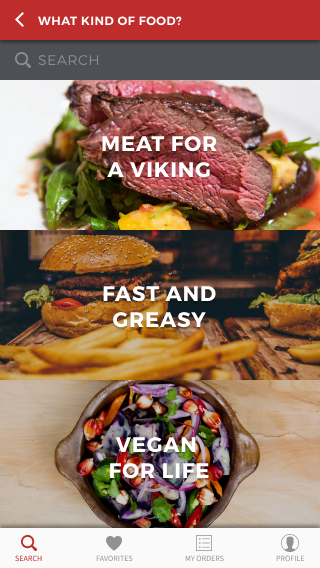 WHAT KIND OF FOOD?
SEARCH
MEAT FOR
A VIKING
FAST AND
GREASY
VEGAN
FOR LIFE
SEARCH FAVORITES MY ORDERS PROFILE